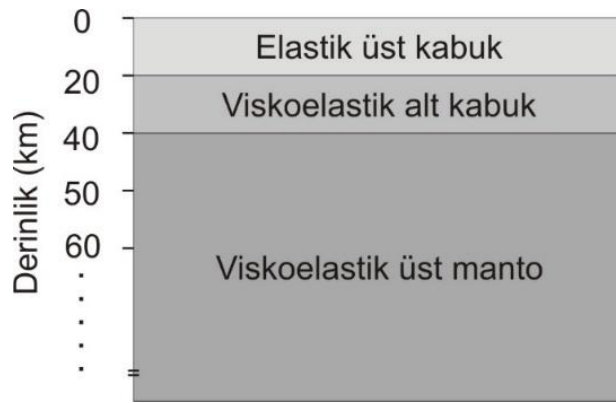 0
Elastik üst kabuk
20
Viskoelastik alt kabuk
40
50
60
Viskoelastik üst manto
Derinlik (km)